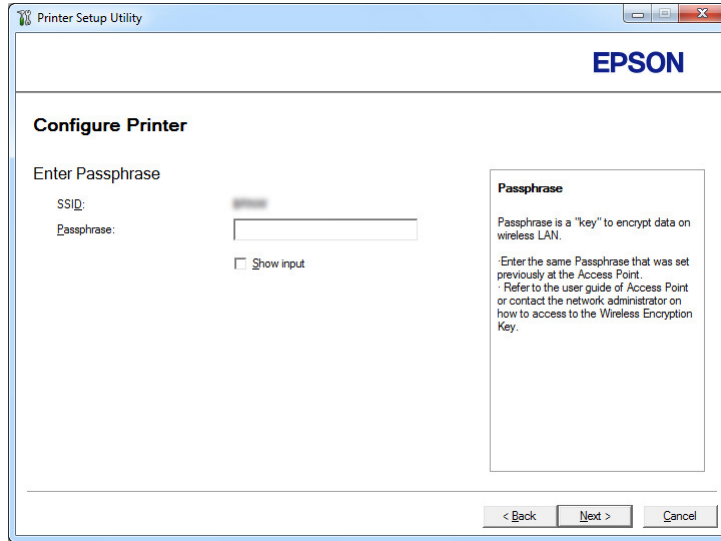 Printer Setup Utility
EPSON
Configure Printer
Enter Passphrase
SSID:
Passphrase:
Show input
Passphrase
Passphrase is a "key" to encrypt data on
wireless LAN.
·Enter the same Passphrase that was set
previously at the Access Point.
· Refer to the user guide of Access Point
or contact the network administrator on
how to access to the Wireless Encryption
Key.
< Back
Next >
Cancel